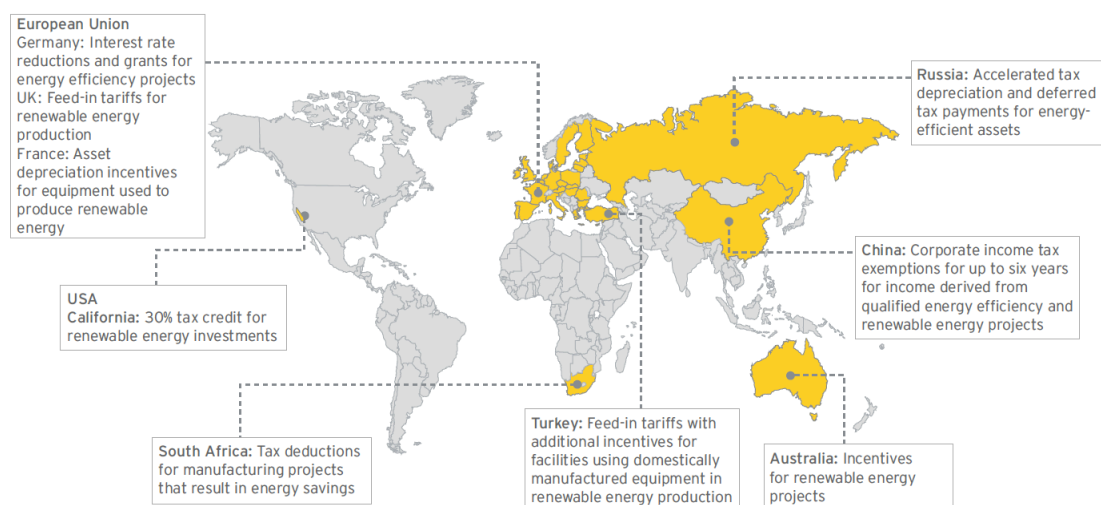 European Union
Germany: Interest rate
reductions and grants for
energy efficiency projects
UK: Feed-in tariffs for
renewable energy
production
France: Asset
depreciation incentives
for equipment used to
produce renewable
energy
Russia: Accelerated tax
depreciation and deferred
tax payments for energy-
efficient assets
China: Corporate income tax
exemptions for up to six years
for income derived from
qualified energy efficiency and
renewable energy projects
USA
California: 30% tax credit for
renewable energy investments
South Africa: Tax deductions
for manufacturing projects
that result in energy savings
Turkey: Feed-in tariffs with
additional incentives for
facilities using domestically
manufactured equipment in
renewable energy production
Australia: Incentives
for renewable energy
projects